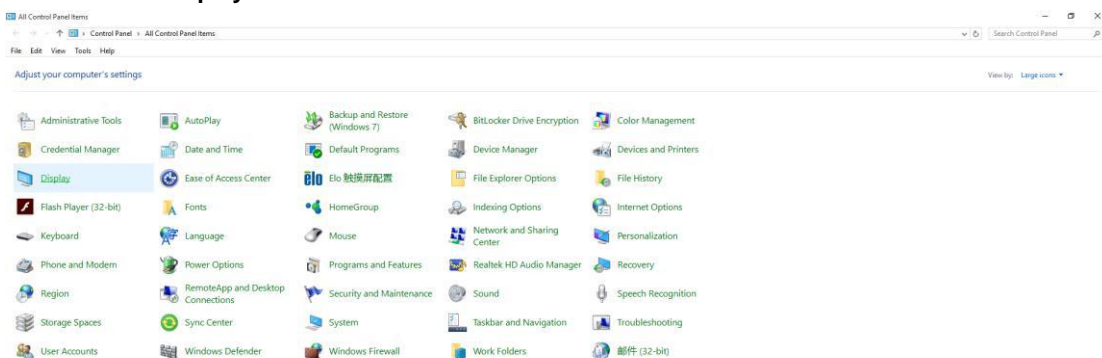 All Control Panel Items
Control Panel > All Control Panel Items
Search Control Panel
File Edit View Tools Help
Adjust your computer's settings
View by: Large icons
Administrative Tools
AutoPlay
Backup and Restore
(Windows 7)
BitLocker Drive Encryption
Color Management
Credential Manager
Date and Time
Default Programs
Device Manager
Devices and Printers
Display
Ease of Access Center
elo
Elo 触摸屏配置
File Explorer Options
File History
Flash Player (32-bit)
Fonts
HomeGroup
Indexing Options
Internet Options
Keyboard
Language
Mouse
Network and Sharing
Center
Personalization
Phone and Modem
Power Options
Programs and Features
Realtek HD Audio Manager
Recovery
Region
RemoteApp and Desktop
Connections
Security and Maintenance
Sound
Speech Recognition
Storage Spaces
Sync Center
System
Taskbar and Navigation
Troubleshooting
User Accounts
Windows Defender
Windows Firewall
Work Folders
邮件 (32-bit)